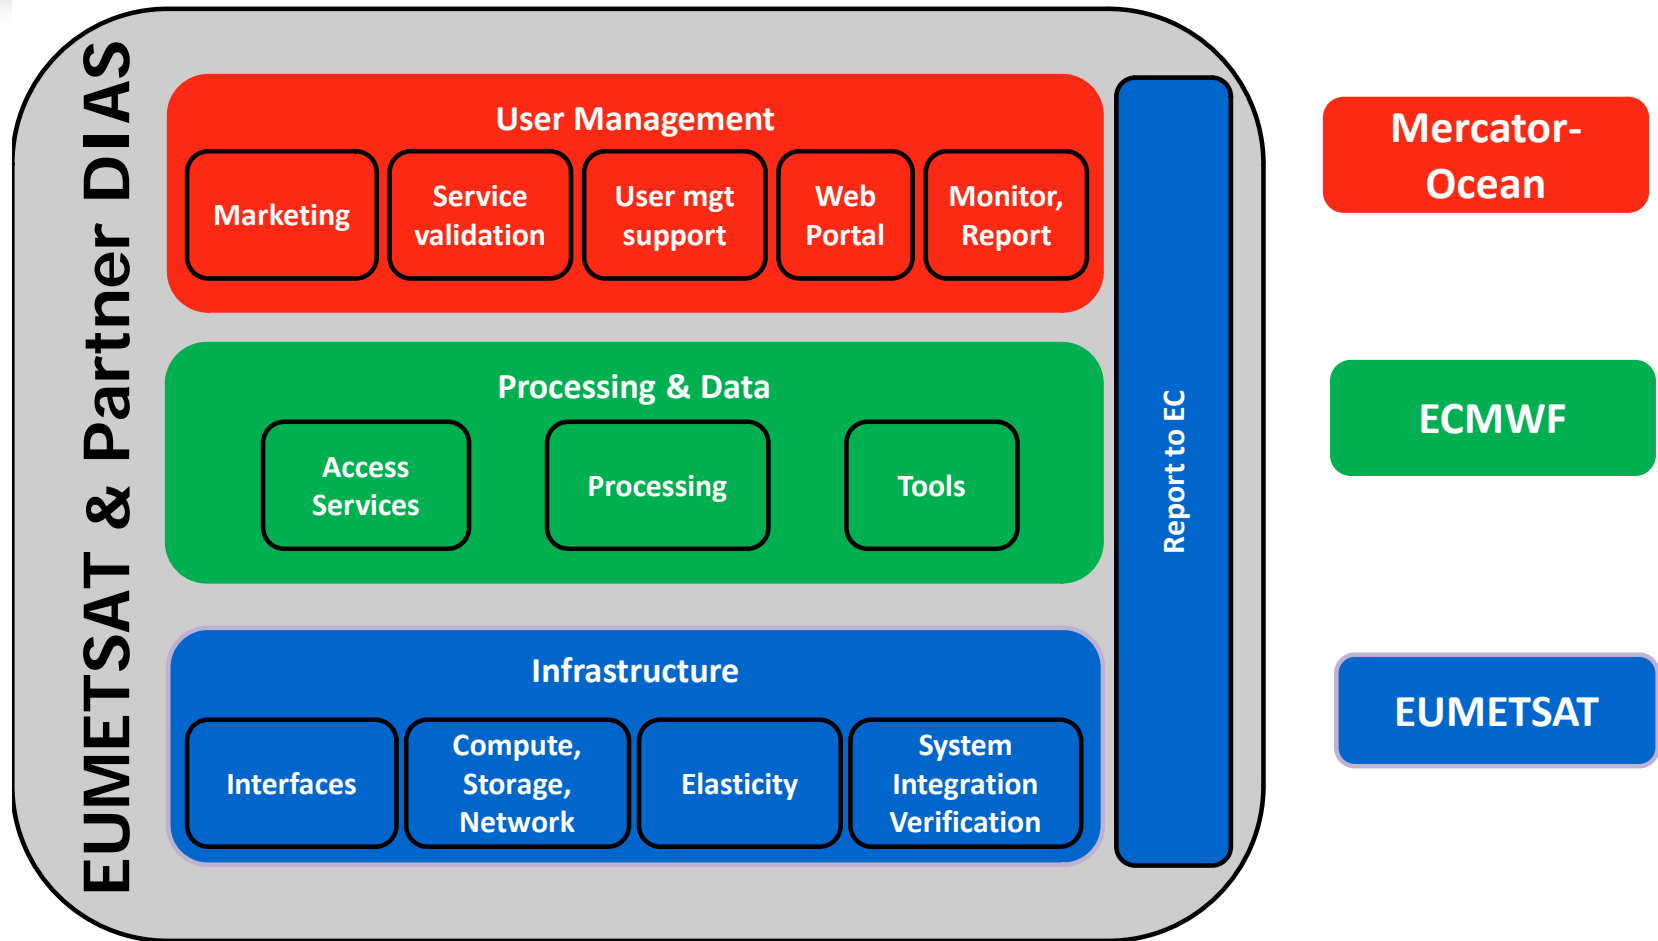 EUMETSAT & Partner DIAS
User Management
Marketing
Service
validation
User mgt
support
Web
Portal
Monitor,
Report
Processing & Data
Access
Services
Processing
Tools
Infrastructure
Interfaces
Compute,
Storage,
Network
Elasticity
System
Integration
Verification
Report to EC
Mercator-
Ocean
ECMWF
EUMETSAT